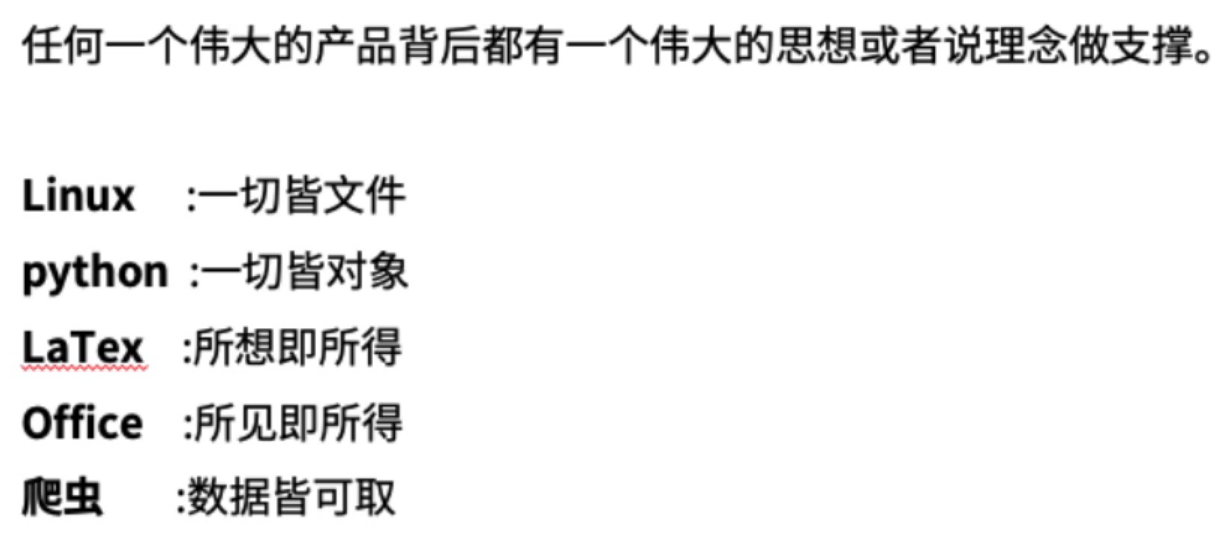 任何一个伟大的产品背后都有一个伟大的思想或者说理念做支撑。
Linux :一切皆文件
python :一切皆对象
LaTex :所想即所得
Office :所见即所得
爬虫 :数据皆可取